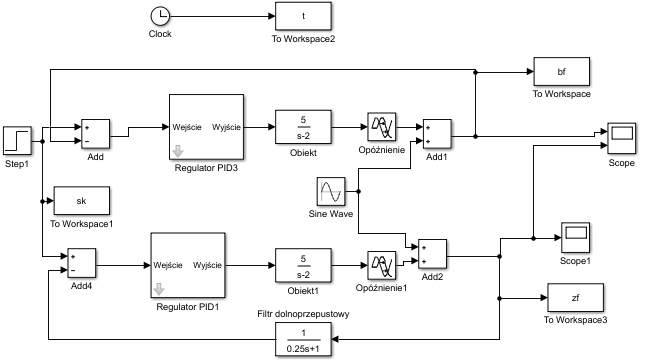 Clock
t
To Workspace2
bf
To Workspace
Step1
+
−
Add
Wejście Wyjście
Regulator PID3
5
s-2
Obiekt
Opóźnienie
+
+
Add1
Scope
sk
To Workspace1
Sine Wave
+
−
Add4
Wejście Wyjście
Regulator PID1
5
s-2
Obiekt1
Opóźnienie1
+
+
Add2
Scope1
zf
To Workspace3
Filtr dolnoprzepustowy
1
0.25s+1